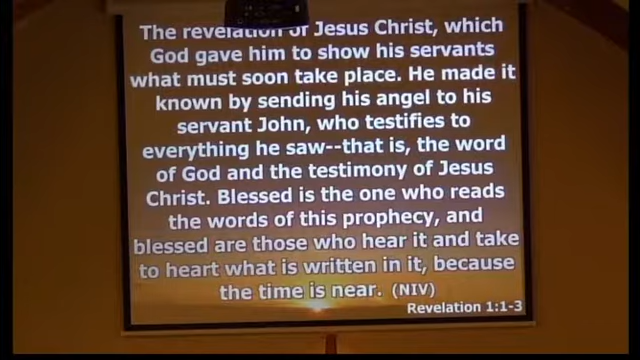 The revelation of Jesus Christ, which
God gave him to show his servants
what must soon take place. He made it
known by sending his angel to his
servant John, who testifies to
everything he saw--that is, the word
of God and the testimony of Jesus
Christ. Blessed is the one who reads
the words of this prophecy, and
blessed are those who hear it and take
to heart what is written in it, because
the time is near. (NIV)
Revelation 1:1-3